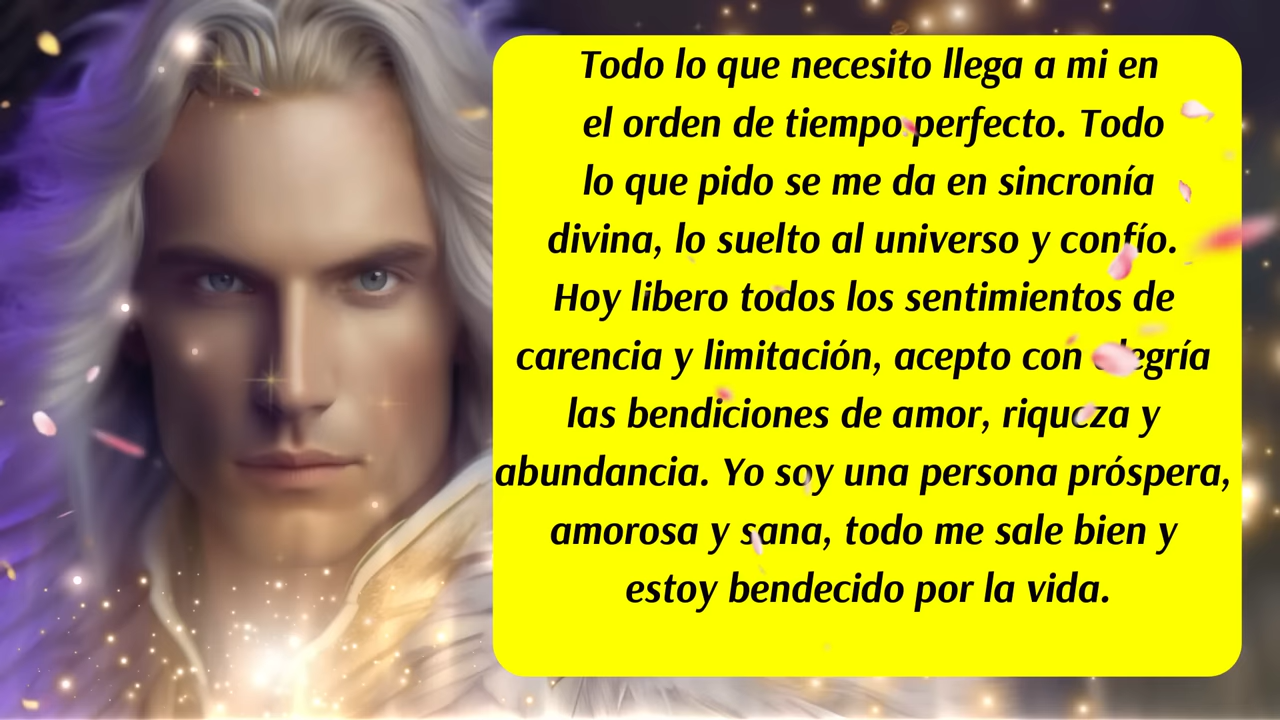 Todo lo que necesito llega a mi en
el orden de tiempo perfecto. Todo
lo que pido se me da en sincronía
divina, lo suelto al universo y confío.
Hoy libero todos los sentimientos de
carencia y limitación, acepto con alegría
las bendiciones de amor, riqueza y
abundancia. Yo soy una persona próspera,
amorosa y sana, todo me sale bien y
estoy bendecido por la vida.